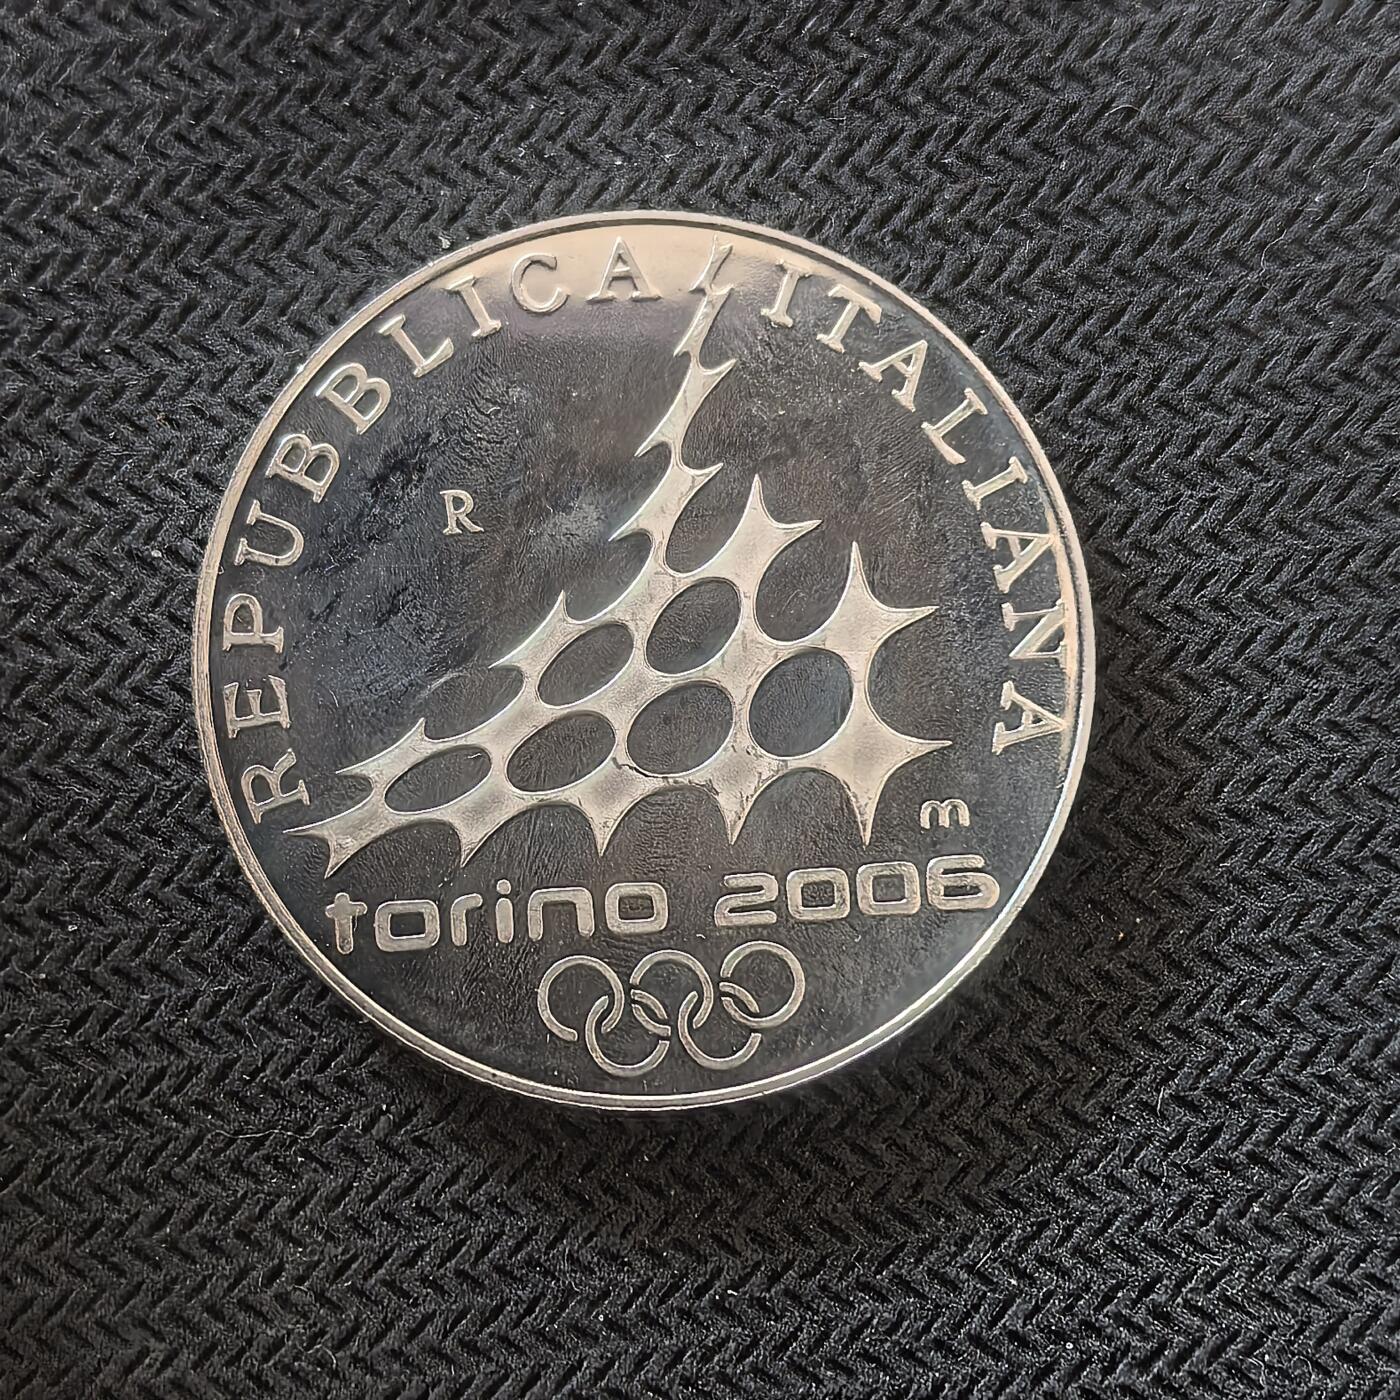 REPUBBLICA ITALIANA
R
m
torino 2006